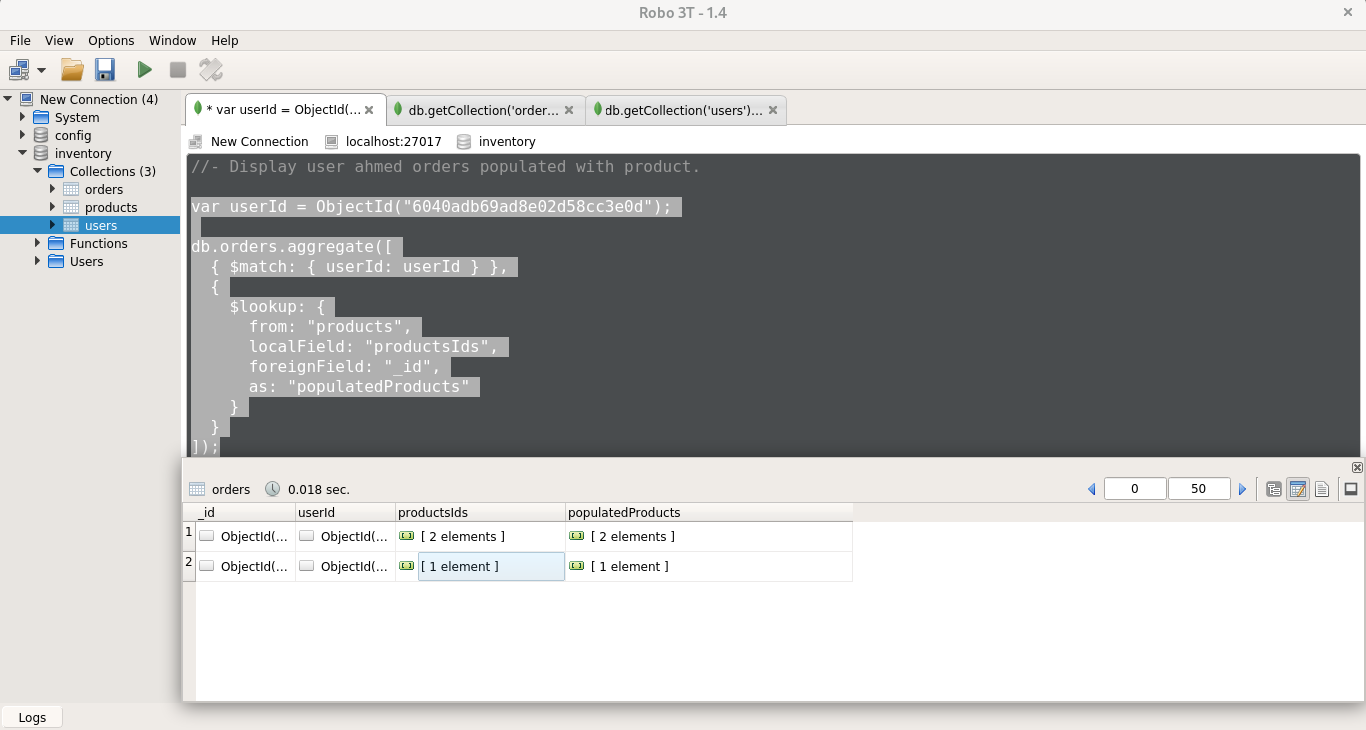 Robo 3T - 1.4
File View Options Window Help
New Connection (4)
System
config
inventory
Collections (3)
orders
products
users
Functions
Users
* var userId = ObjectId(...
db.getCollection('order...
db.getCollection('users')...
New Connection localhost:27017 inventory
//- Display user ahmed orders populated with product.
var userId = ObjectId("6040adb69ad8e02d58cc3e0d");
db.orders.aggregate([
{ $match: { userId: userId } },
{
$lookup: {
from: "products",
localField: "productsIds",
foreignField: "_id",
as: "populatedProducts"
}
}
]);
orders 0.018 sec. 0 50
_id userId productsIds populatedProducts
1 ObjectId(... ObjectId(... [ 2 elements ] [ 2 elements ]
2 ObjectId(... ObjectId(... [ 1 element ] [ 1 element ]
Logs